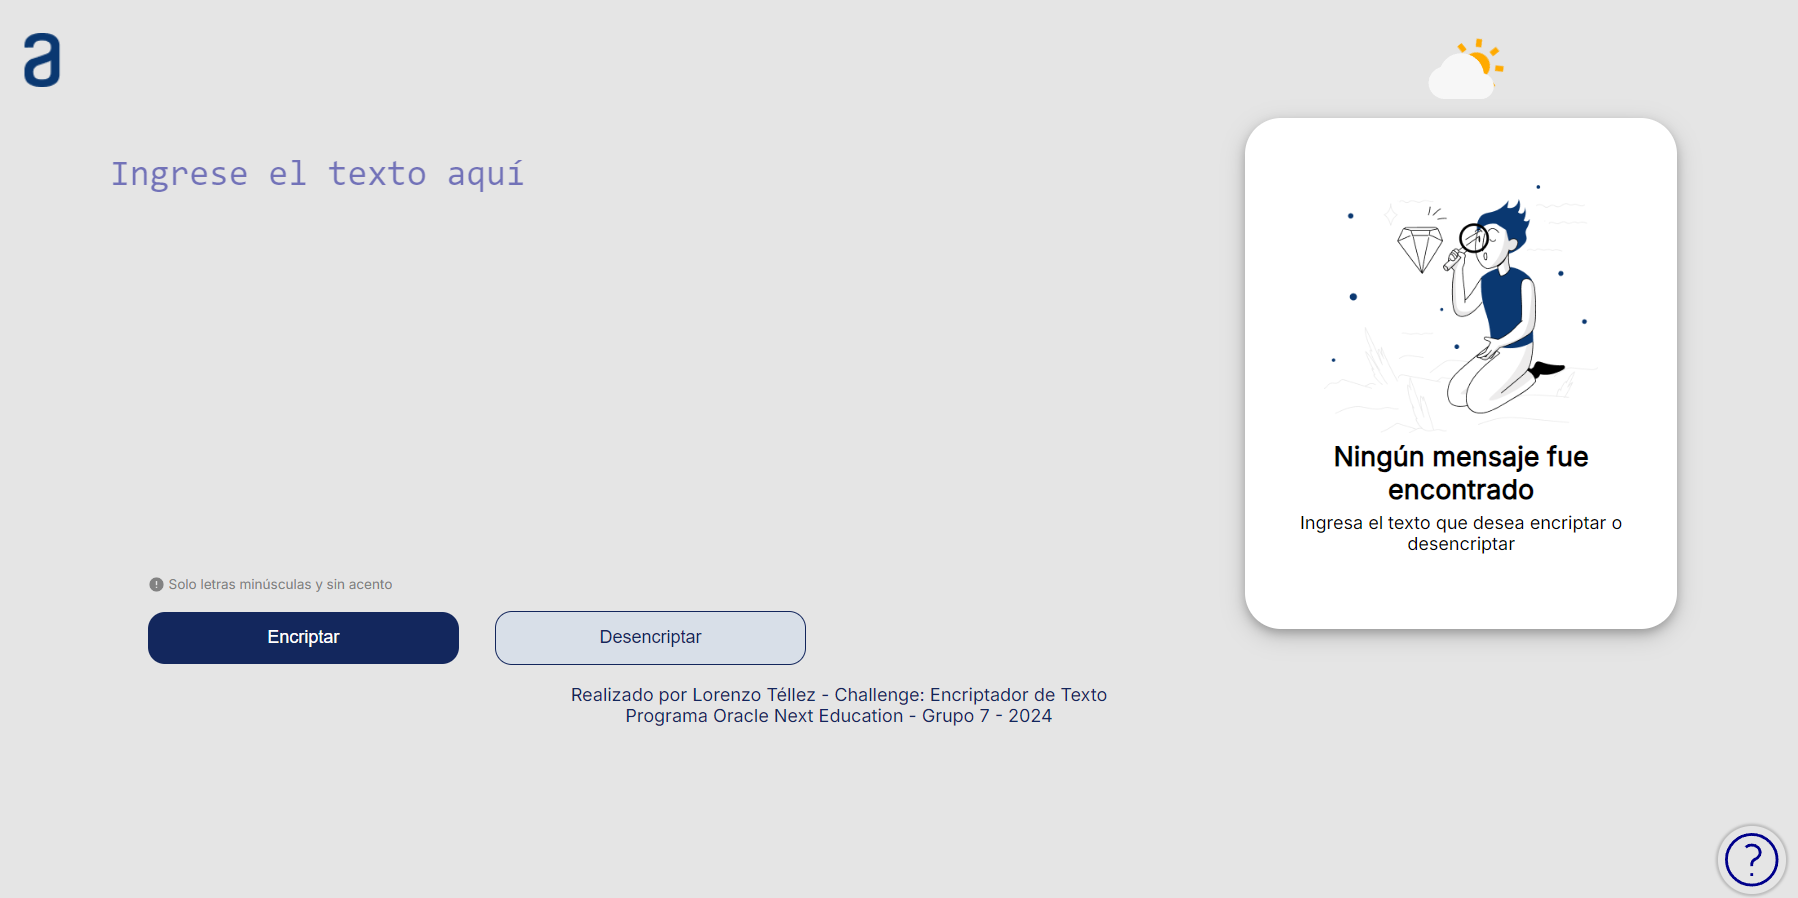 a
Ingrese el texto aquí
Ningún mensaje fue
encontrado
Ingresa el texto que desea encriptar o
desencriptar
! Solo letras minúsculas y sin acento
Encriptar
Desencriptar
Realizado por Lorenzo Téllez - Challenge: Encriptador de Texto
Programa Oracle Next Education - Grupo 7 - 2024
?